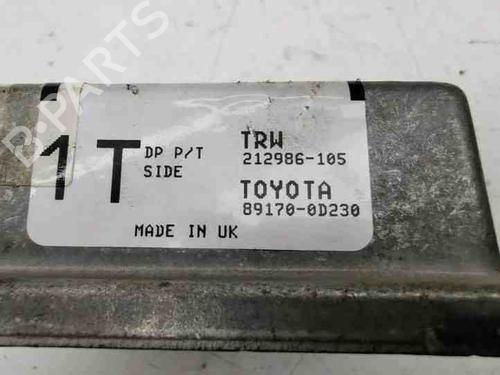 B-PARTS
1T
DP P/T
SIDE
TRW
212986-105
TOYOTA
89170-0D230
MADE IN UK